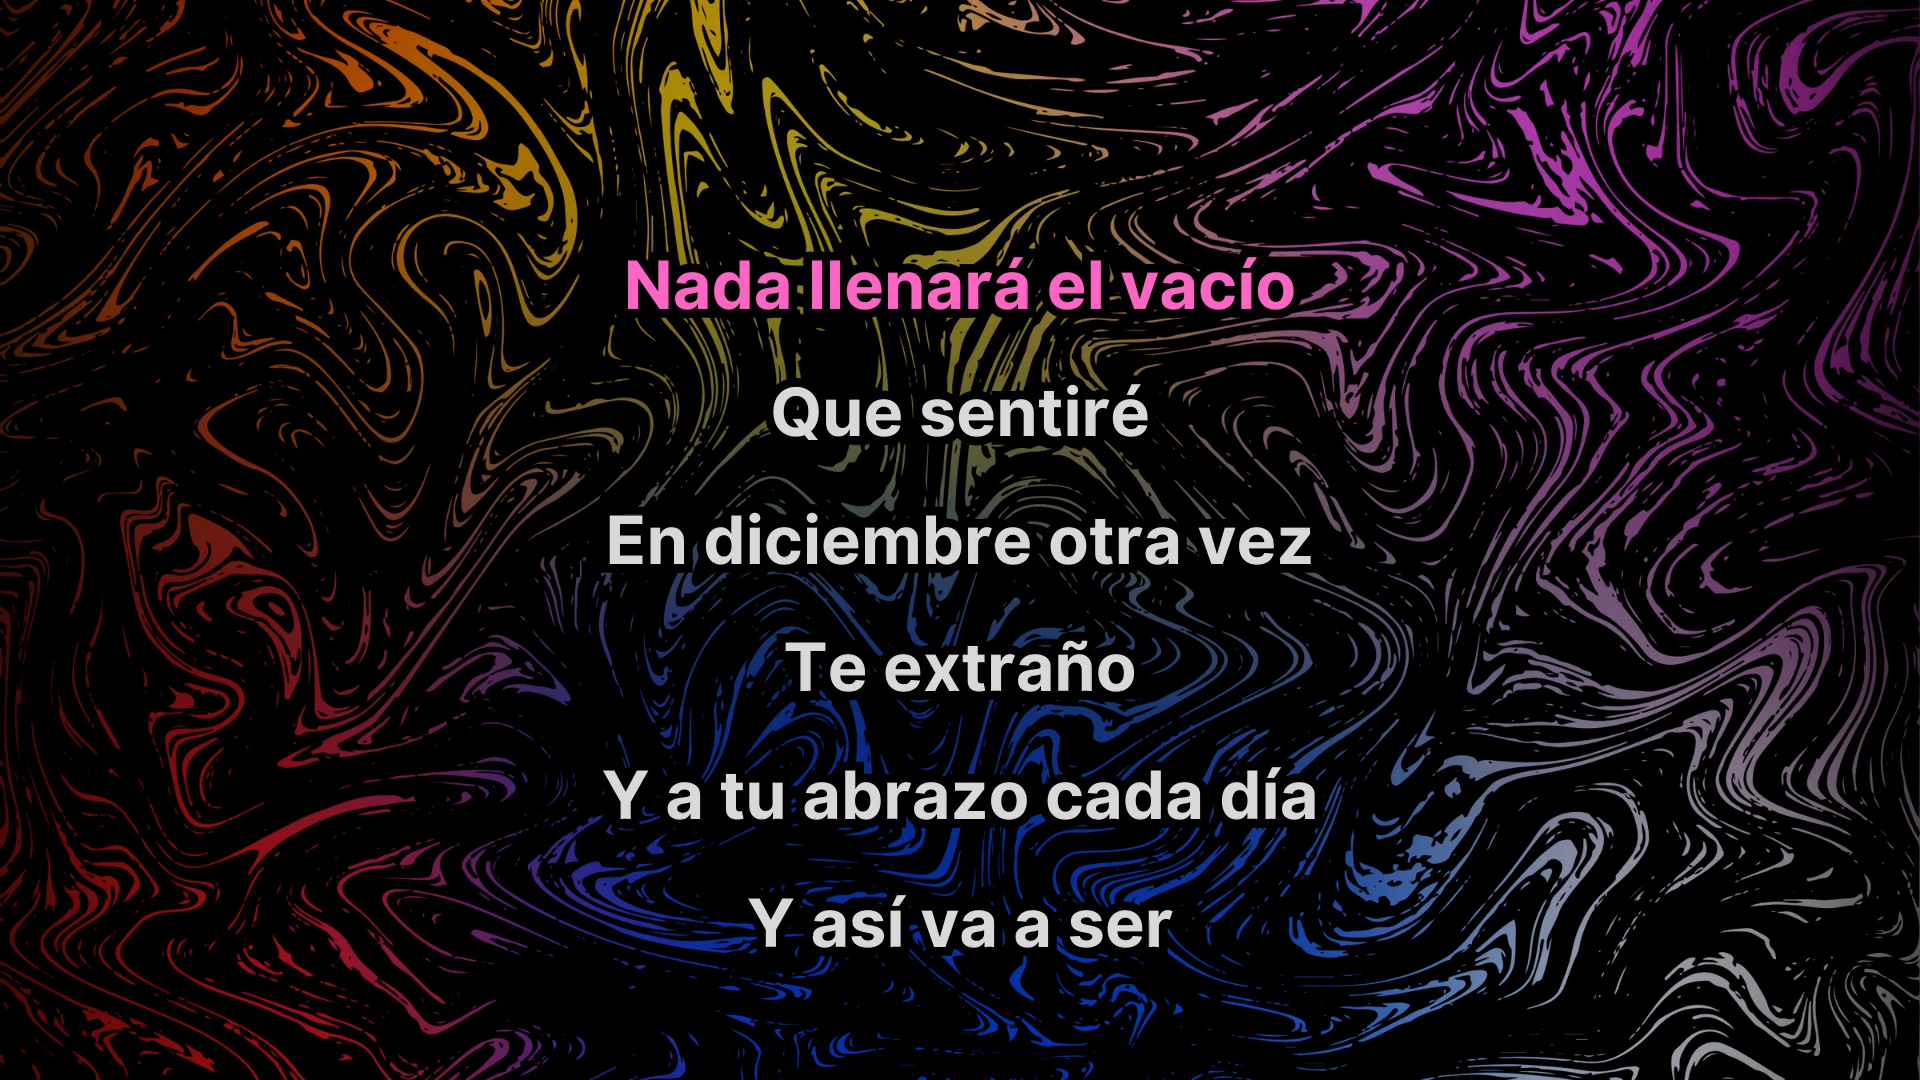 Nada llenará el vacío
Que sentiré
En diciembre otra vez
Te extraño
Y a tu abrazo cada día
Y así va a ser